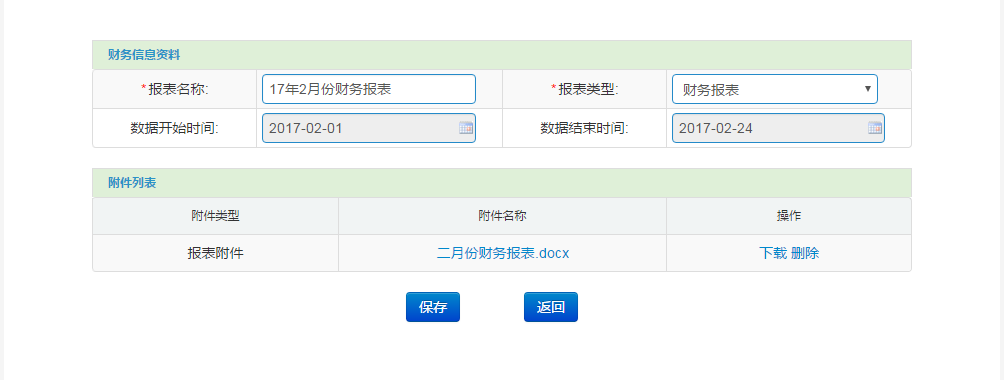 财务信息资料
*报表名称: 17年2月份财务报表 *报表类型: 财务报表
数据开始时间: 2017-02-01 数据结束时间: 2017-02-24
附件列表
附件类型 附件名称 操作
报表附件 二月份财务报表.docx 下载 删除
保存 返回